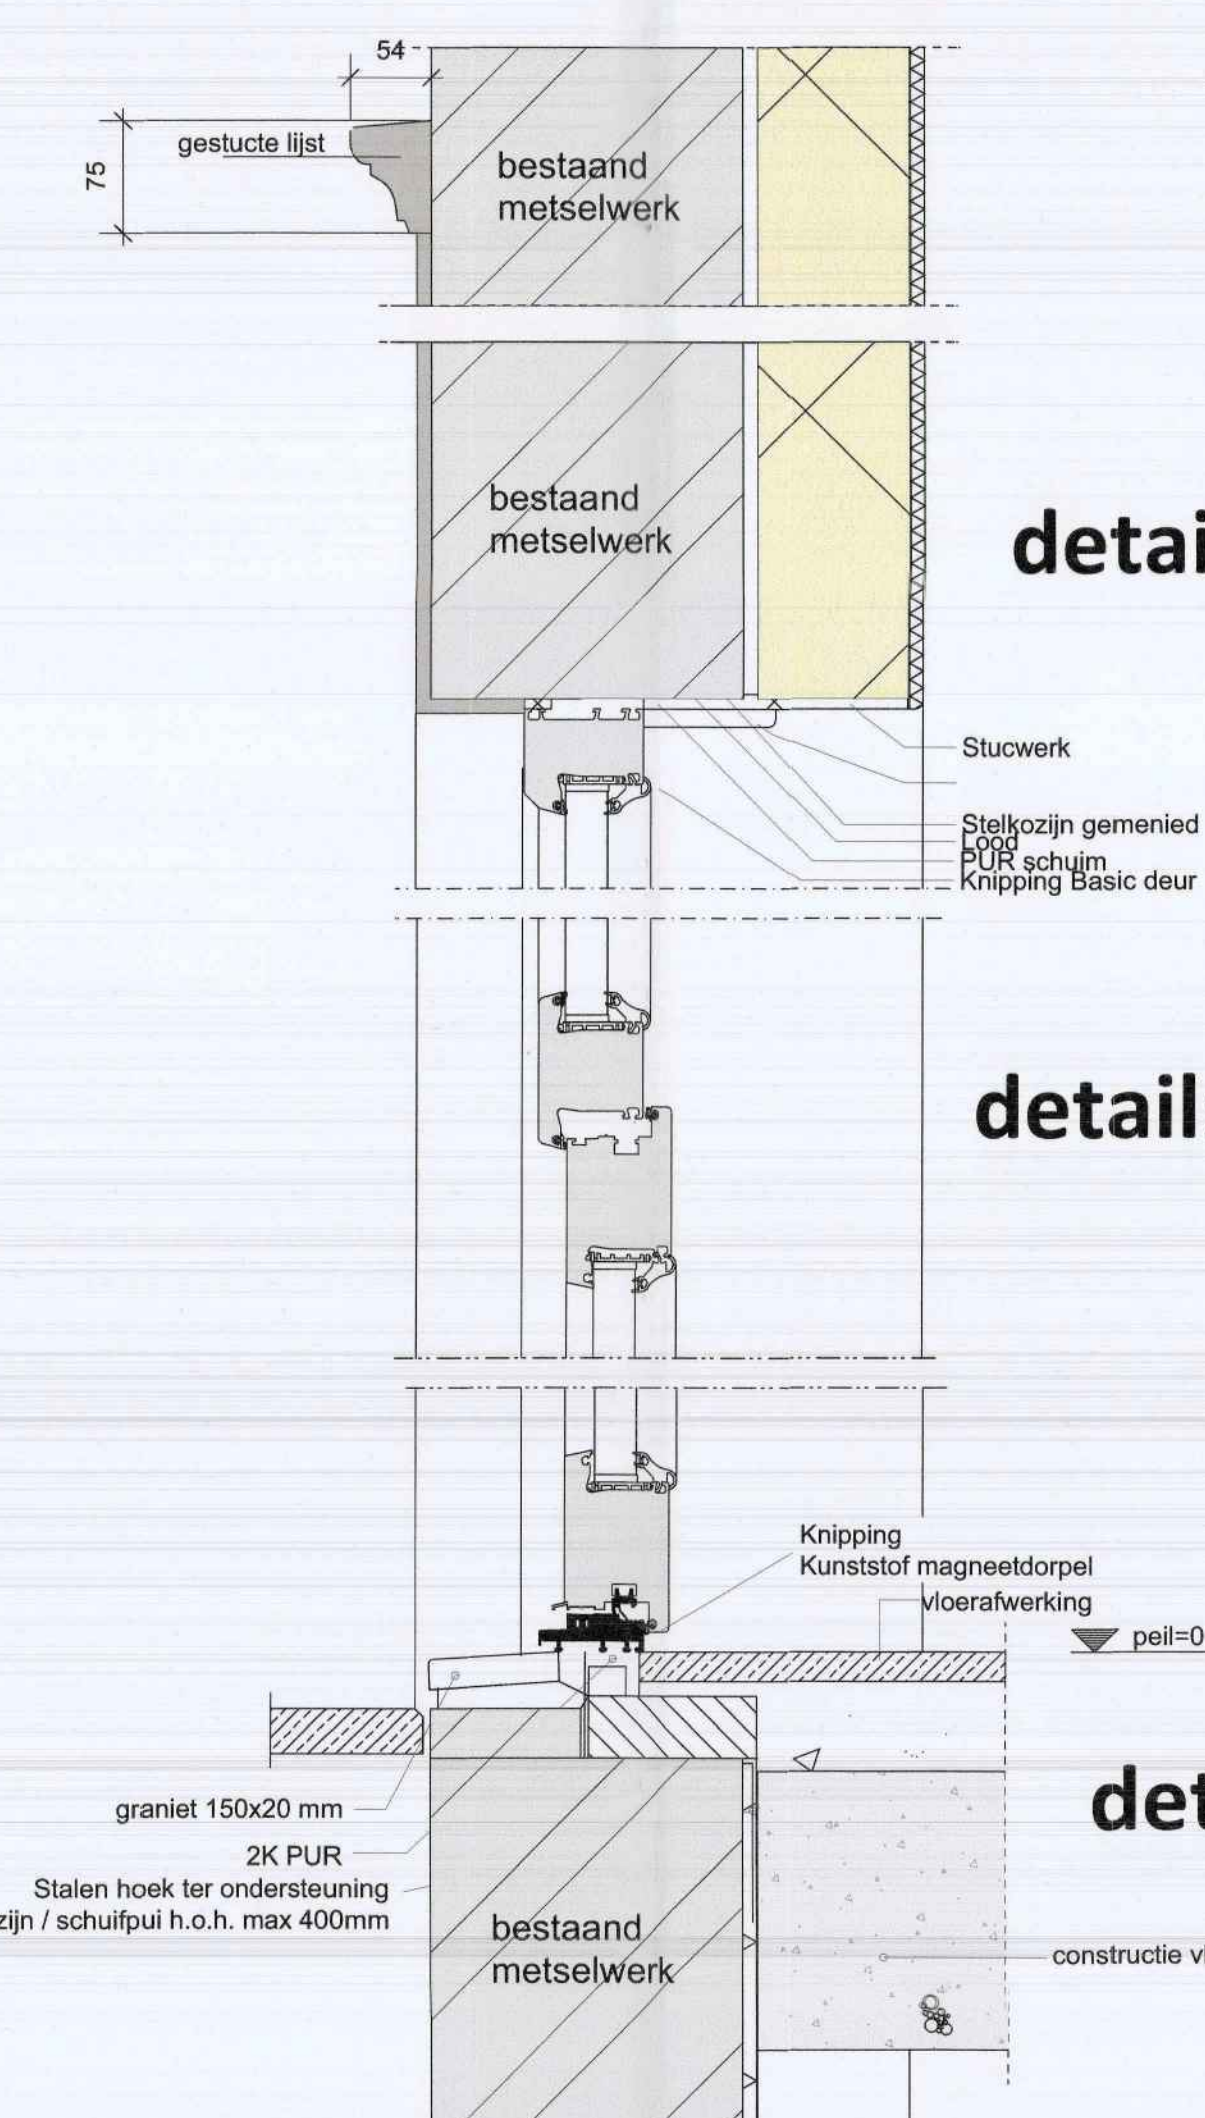 54
gestucte lijst
75
bestaand
metselwerk
bestaand
metselwerk
detai
Stucwerk
Stelkozijn gemenied
Lood
PUR schuim
Knipping Basic deur
detail
Knipping
Kunststof magneetdorpel
vloerafwerking
peil=0
graniet 150x20 mm
2K PUR
Stalen hoek ter ondersteuning
zijn / schuifpui h.o.h. max 400mm
det
bestaand
metselwerk
constructie vl